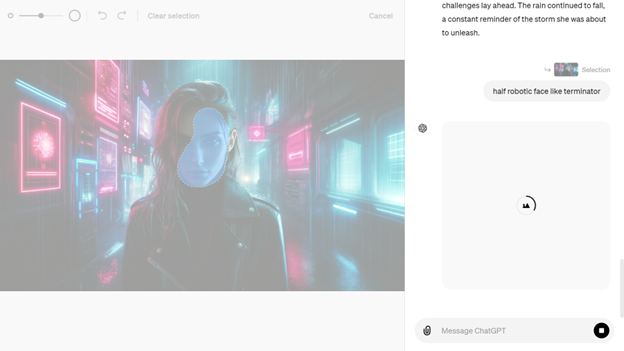 Clear selection
Cancel
challenges lay ahead. The rain continued to fall,
a constant reminder of the storm she was about
to unleash.
Selection
half robotic face like terminator
Message ChatGPT